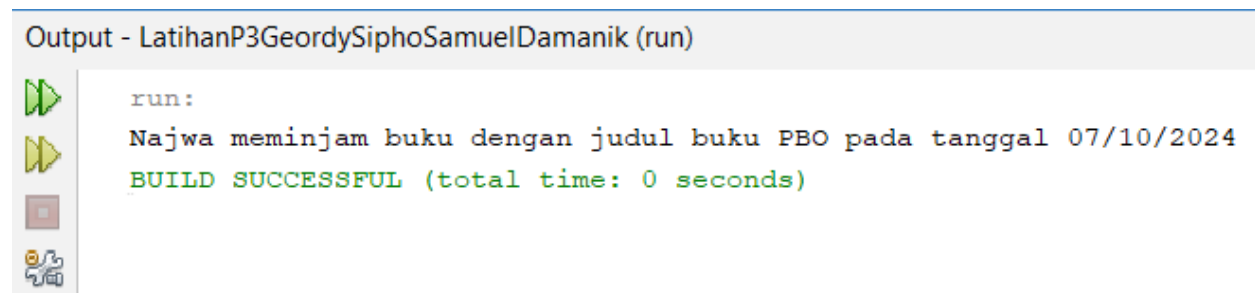 Output - LatihanP3GeordySiphoSamuelDamanik (run)
run:
Najwa meminjam buku dengan judul buku PBO pada tanggal 07/10/2024
BUILD SUCCESSFUL (total time: 0 seconds)